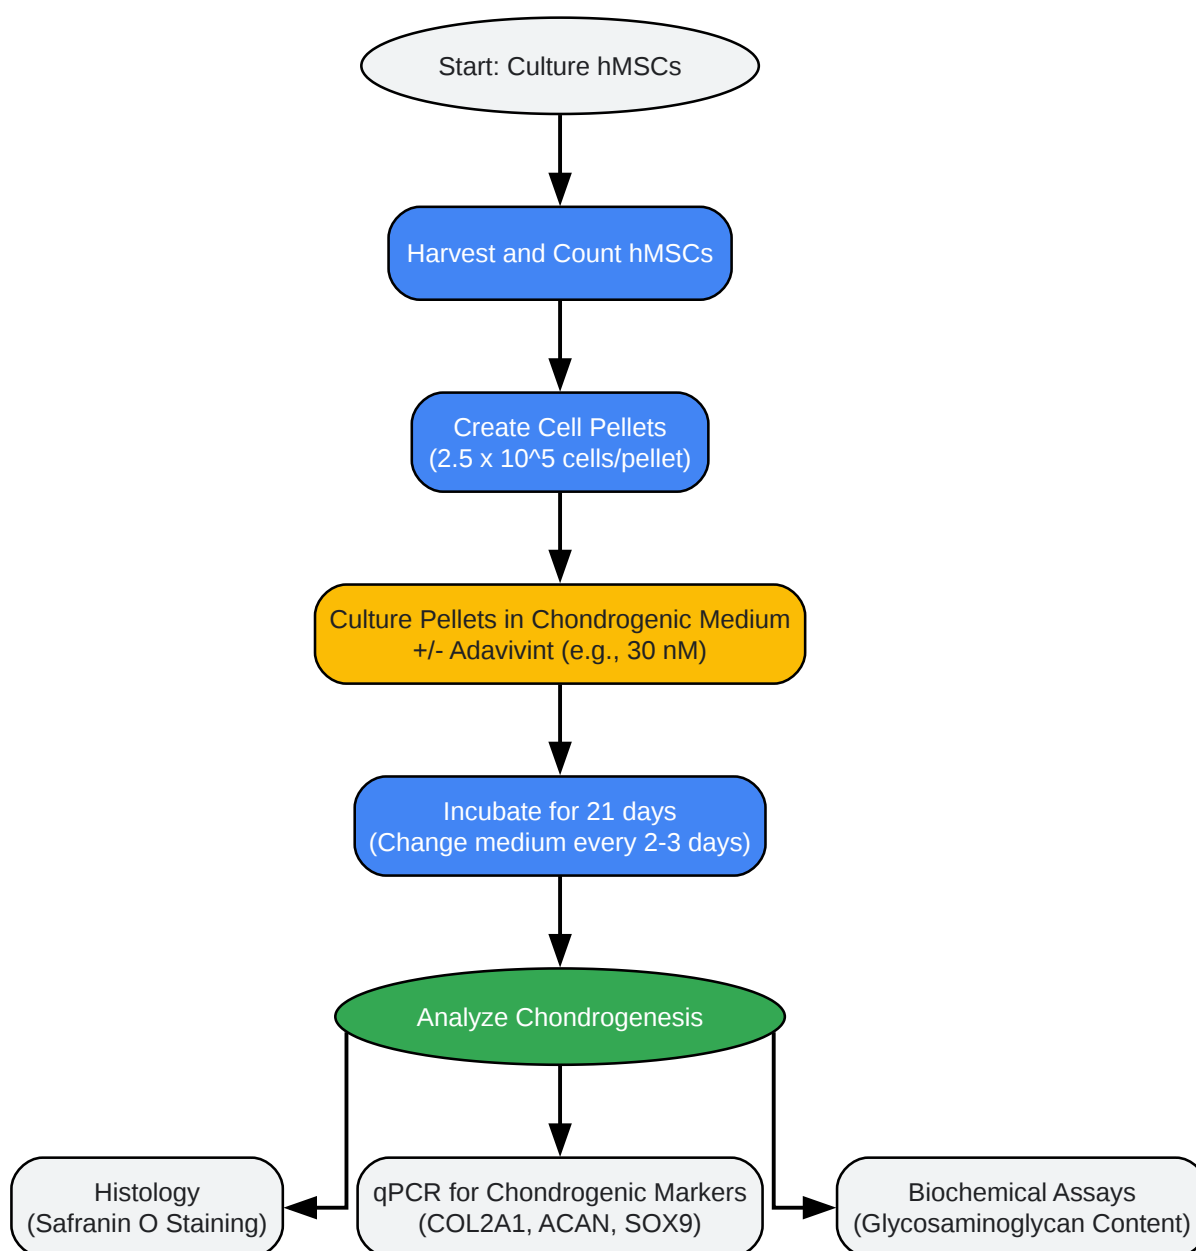 Start: Culture hMSCs
Harvest and Count hMSCs
Create Cell Pellets
(2.5 x 10^5 cells/pellet)
Culture Pellets in Chondrogenic Medium
+/- Adavivint (e.g., 30 nM)
Incubate for 21 days
(Change medium every 2-3 days)
Analyze Chondrogenesis
Histology
(Safranin O Staining)
qPCR for Chondrogenic Markers
(COL2A1, ACAN, SOX9)
Biochemical Assays
(Glycosaminoglycan Content)